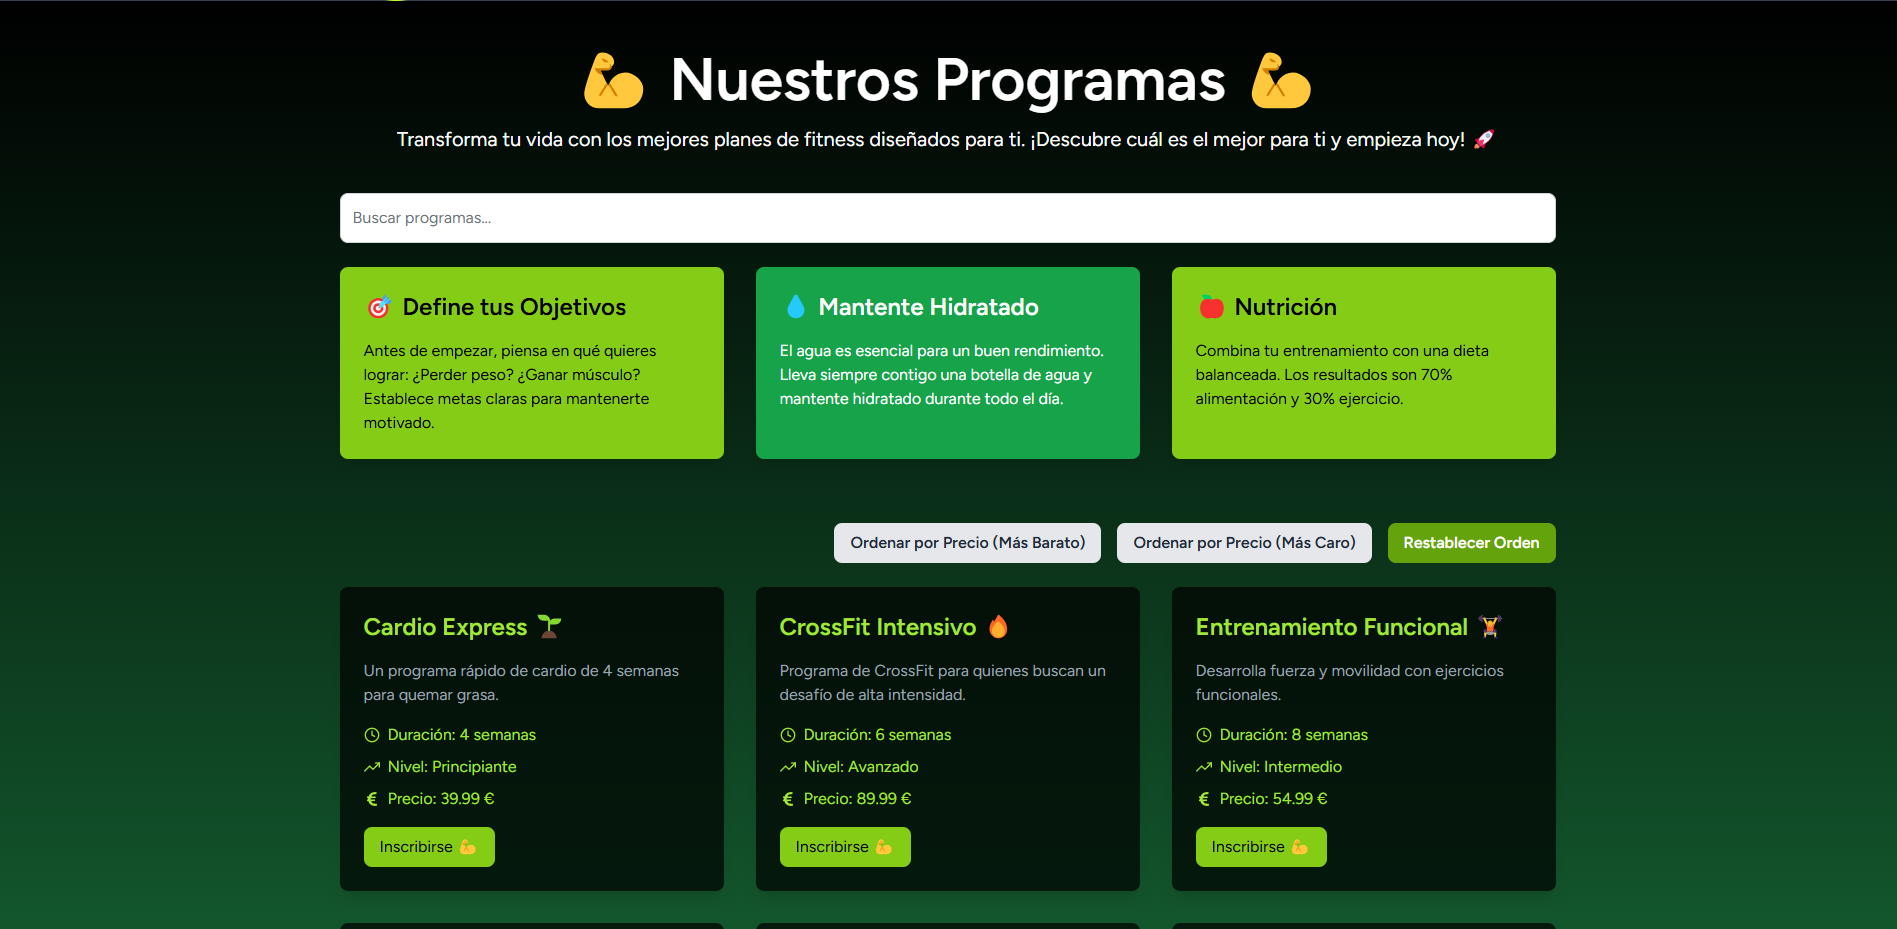 💪 Nuestros Programas 💪
Transforma tu vida con los mejores planes de fitness diseñados para ti. ¡Descubre cuál es el mejor para ti y empieza hoy! 🚀
Buscar programas...
🎯 Define tus Objetivos
Antes de empezar, piensa en qué quieres
lograr: ¿Perder peso? ¿Ganar músculo?
Establece metas claras para mantenerte
motivado.
💧 Mantente Hidratado
El agua es esencial para un buen rendimiento.
Lleva siempre contigo una botella de agua y
mantente hidratado durante todo el día.
🍎 Nutrición
Combina tu entrenamiento con una dieta
balanceada. Los resultados son 70%
alimentación y 30% ejercicio.
Ordenar por Precio (Más Barato)
Ordenar por Precio (Más Caro)
Restablecer Orden
Cardio Express 🌱
Un programa rápido de cardio de 4 semanas
para quemar grasa.
Duración: 4 semanas
Nivel: Principiante
€ Precio: 39.99 €
Inscribirse 💪
CrossFit Intensivo 🔥
Programa de CrossFit para quienes buscan un
desafío de alta intensidad.
Duración: 6 semanas
Nivel: Avanzado
€ Precio: 89.99 €
Inscribirse 💪
Entrenamiento Funcional 🏋️
Desarrolla fuerza y movilidad con ejercicios
funcionales.
Duración: 8 semanas
Nivel: Intermedio
€ Precio: 54.99 €
Inscribirse 💪